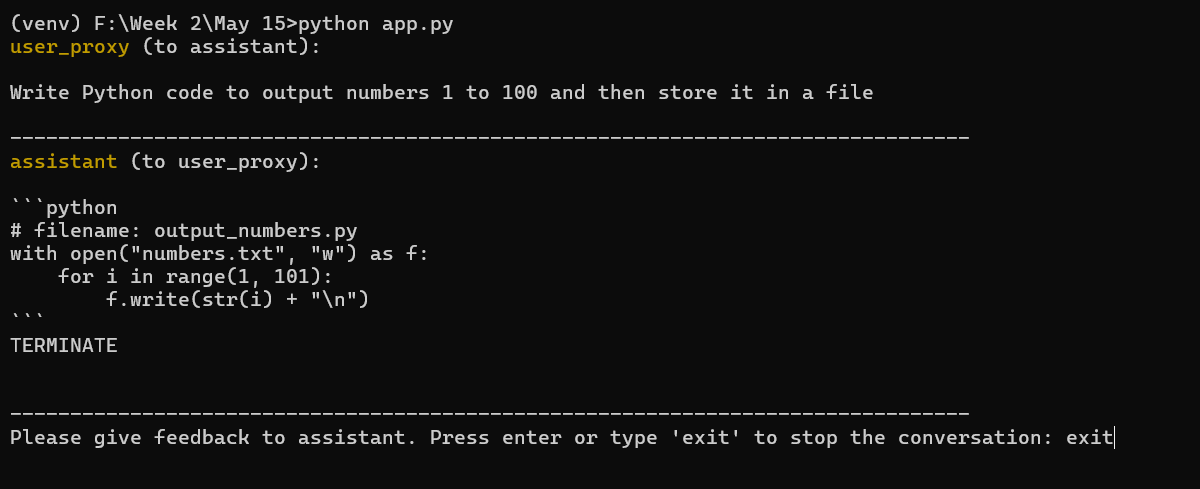 (venv) F:\Week 2\May 15>python app.py
user_proxy (to assistant):
Write Python code to output numbers 1 to 100 and then store it in a file
--------------------------------------------------------------------------------
assistant (to user_proxy):
```python
# filename: output_numbers.py
with open("numbers.txt", "w") as f:
    for i in range(1, 101):
        f.write(str(i) + "\n")
```
TERMINATE
--------------------------------------------------------------------------------
Please give feedback to assistant. Press enter or type 'exit' to stop the conversation: exit